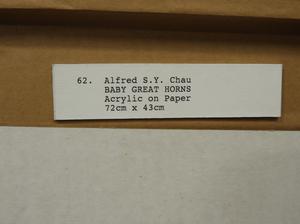 62. Alfred S.Y. Chau
BABY GREAT HORNS
Acrylic on Paper
72cm x 43cm